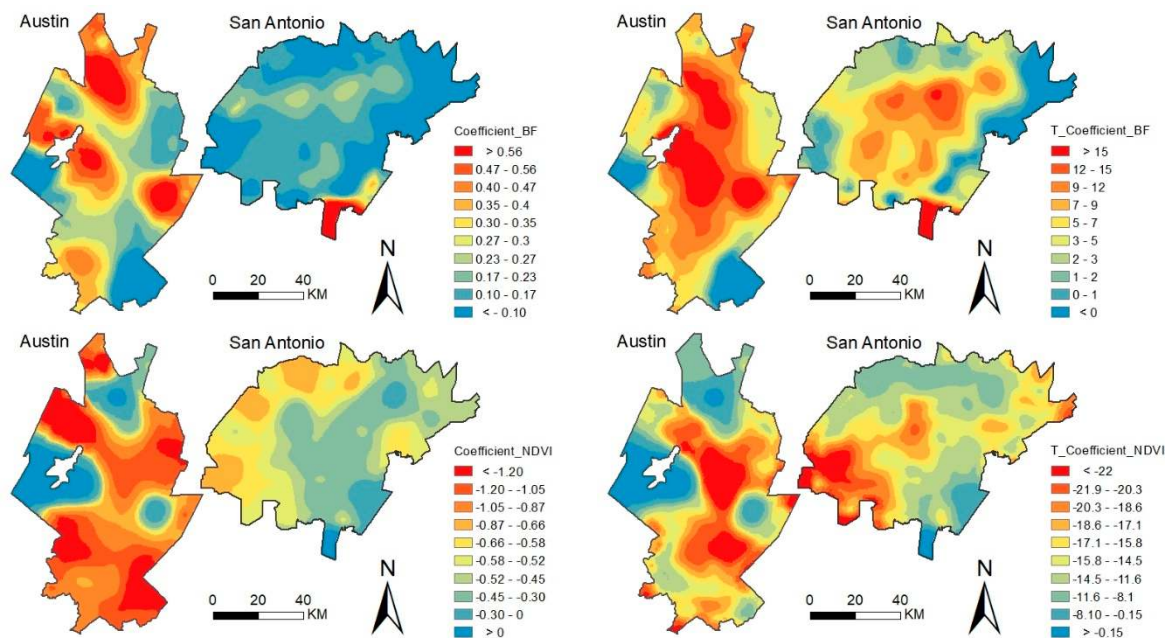 Austin
San Antonio
Coefficient_BF
> 0.56
0.47 - 0.56
0.40 - 0.47
0.35 - 0.4
0.30 - 0.35
0.27 - 0.3
0.23 - 0.27
0.17 - 0.23
0.10 - 0.17
< - 0.10
N
0 20 40
KM
Austin
San Antonio
T_Coefficient_BF
> 15
12 - 15
9 - 12
7 - 9
5 - 7
3 - 5
2 - 3
1 - 2
0 - 1
< 0
N
0 20 40
KM
Austin
San Antonio
Coefficient_NDVI
< -1.20
-1.20 - -1.05
-1.05 - -0.87
-0.87 - -0.66
-0.66 - -0.58
-0.58 - -0.52
-0.52 - -0.45
-0.45 - -0.30
-0.30 - 0
> 0
N
0 20 40
KM
Austin
San Antonio
T_Coefficient_NDVI
< -22
-21.9 - -20.3
-20.3 - -18.6
-18.6 - -17.1
-17.1 - -15.8
-15.8 - -14.5
-14.5 - -11.6
-11.6 - -8.1
-8.10 - -0.15
> -0.15
N
0 20 40
KM